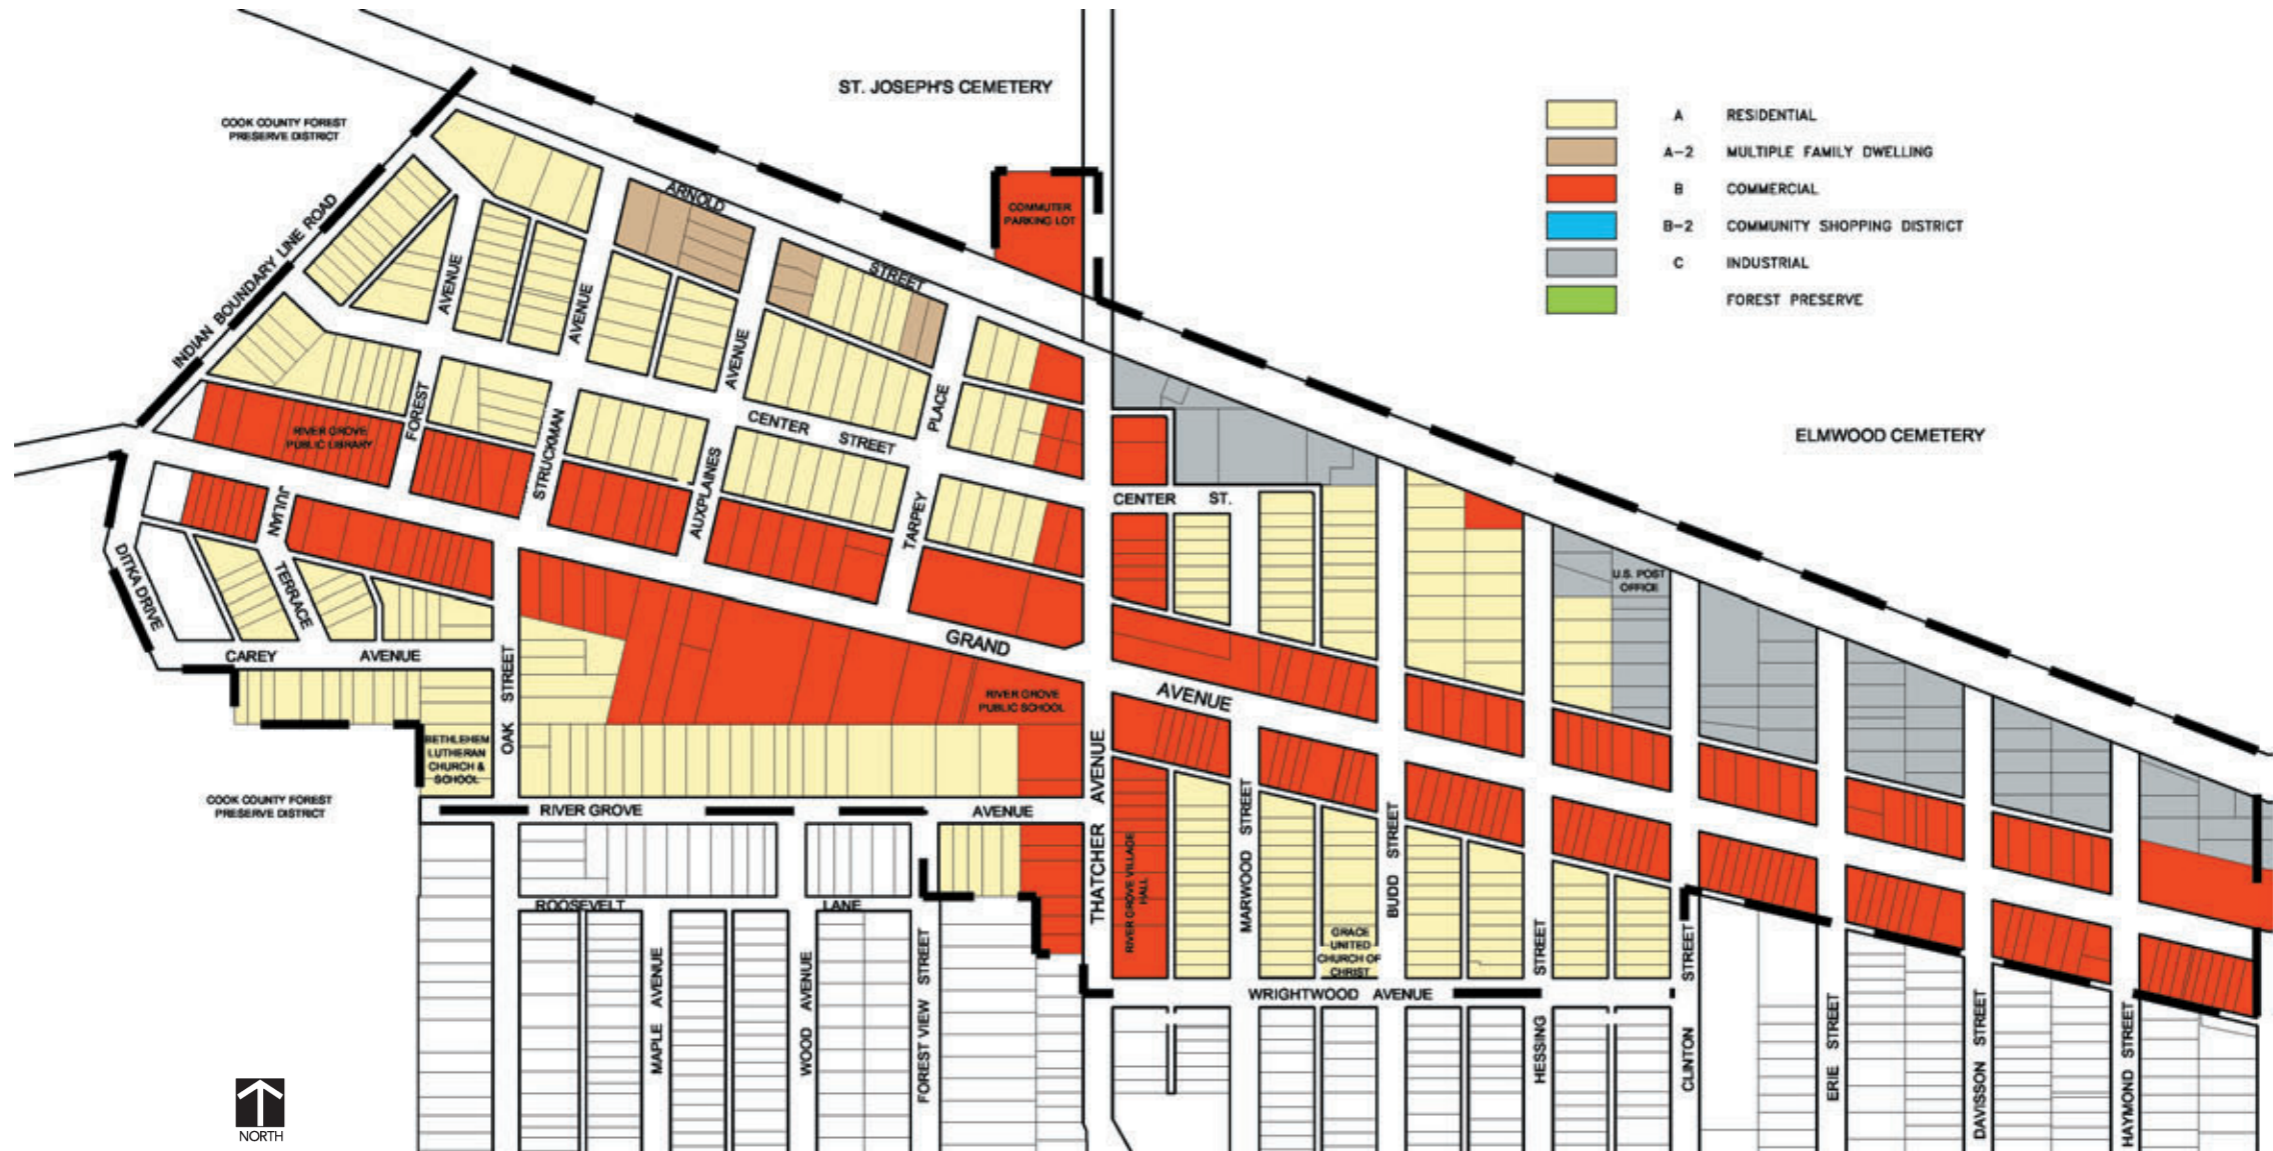 ST. JOSEPH'S CEMETERY
COOK COUNTY FOREST
PRESERVE DISTRICT
A RESIDENTIAL
A-2 MULTIPLE FAMILY DWELLING
B COMMERCIAL
B-2 COMMUNITY SHOPPING DISTRICT
C INDUSTRIAL
FOREST PRESERVE
ARNOLD
STREET
COMMUTER
PARKING LOT
INDIAN BOUNDARY LINE ROAD
AVENUE
AVENUE
AVENUE
PLACE
FOREST
STRUCKMAN
AUXPLAINES
TARPEY
CENTER
STREET
RIVER GROVE
PUBLIC LIBRARY
ELMWOOD CEMETERY
CENTER ST.
JULIAN
TERRACE
DITKA DRIVE
U.S. POST
OFFICE
GRAND
AVENUE
CAREY AVENUE
OAK STREET
RIVER GROVE
PUBLIC SCHOOL
BETHLEHEM
LUTHERAN
CHURCH &
SCHOOL
COOK COUNTY FOREST
PRESERVE DISTRICT
RIVER GROVE AVENUE
THATCHER AVENUE
RIVER GROVE VILLAGE
HALL
MARWOOD STREET
BUDD STREET
GRACE
UNITED
CHURCH OF
CHRIST
ROOSEVELT LANE
MAPLE AVENUE
WOOD AVENUE
FOREST VIEW STREET
WRIGHTWOOD AVENUE
HESSING STREET
CLINTON STREET
ERIE STREET
DAVISSON STREET
HAYMOND STREET
NORTH